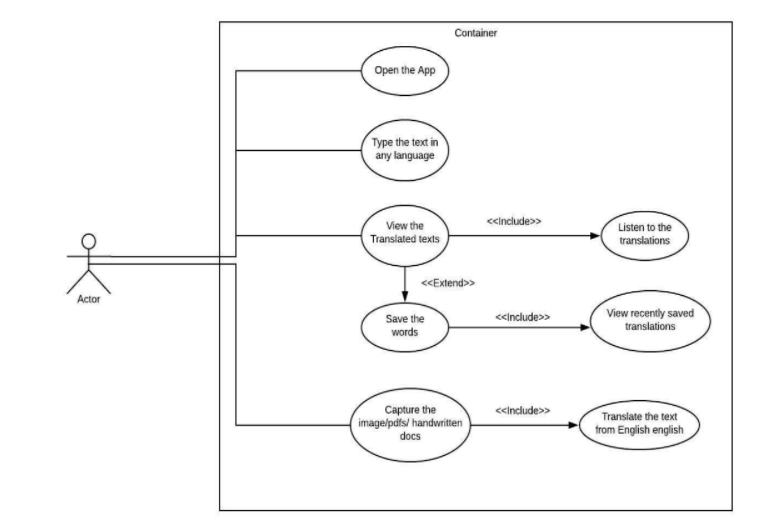 Container
Open the App
Type the text in
any language
View the
Translated texts
<<Include>>
Listen to the
translations
Actor
<<Extend>>
Save the
words
<<Include>>
View recently saved
translations
Capture the
image/pdfs/ handwritten
docs
<<Include>>
Translate the text
from English english